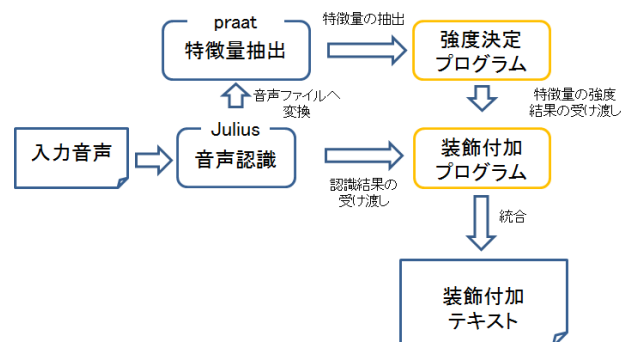 praat
特徴量抽出
特徴量の抽出
強度決定
プログラム
音声ファイルへ
変換
特徴量の強度
結果の受け渡し
入力音声
Julius
音声認識
認識結果の
受け渡し
装飾付加
プログラム
統合
装飾付加
テキスト